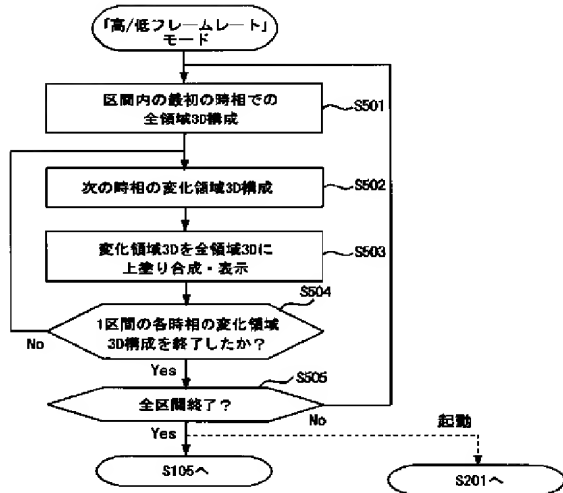 「高/低フレームレート」
モード
区間内の最初の時相での
全領域3D構成
S501
次の時相の変化領域3D構成
S502
変化領域3Dを全領域3Dに
上塗り合成・表示
S503
S504
1区間の各時相の変化領域
3D構成を終了したか？
No
Yes
S505
全区間終了？
No
Yes
起動
S105へ
S201へ